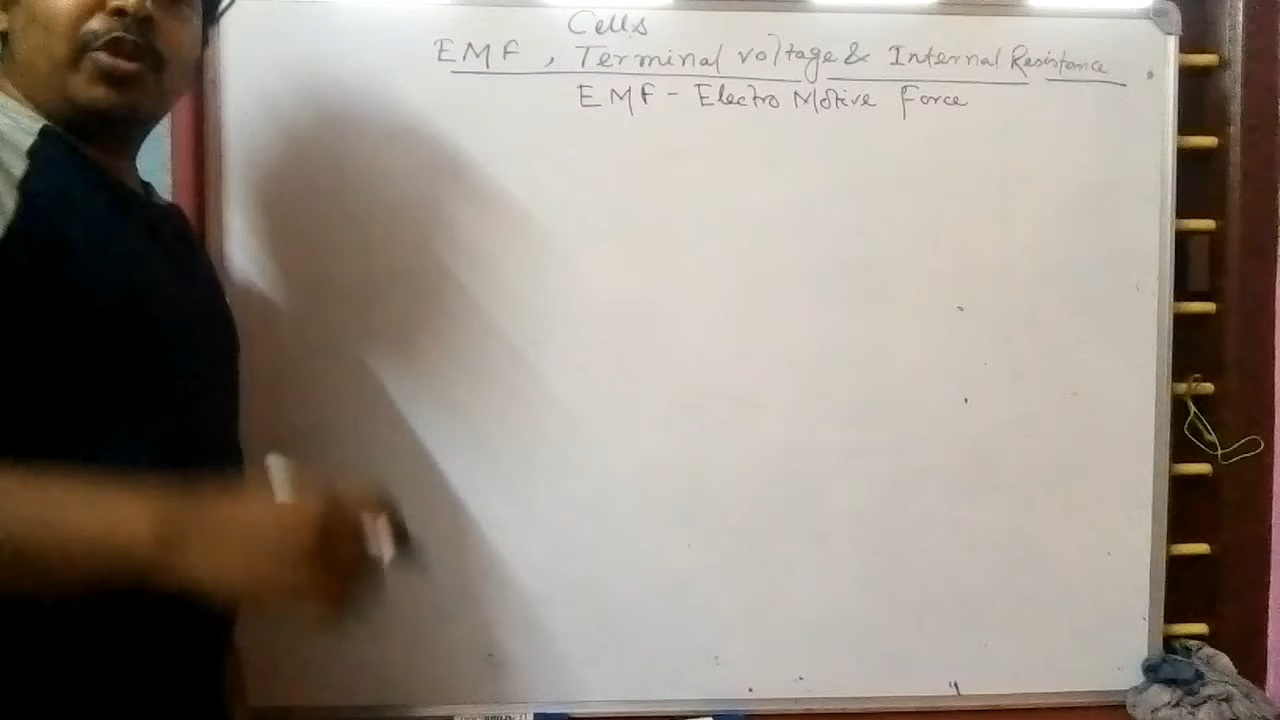 Cells
EMF, Terminal voltage & Internal Resistance
EMF - Electro Motive Force